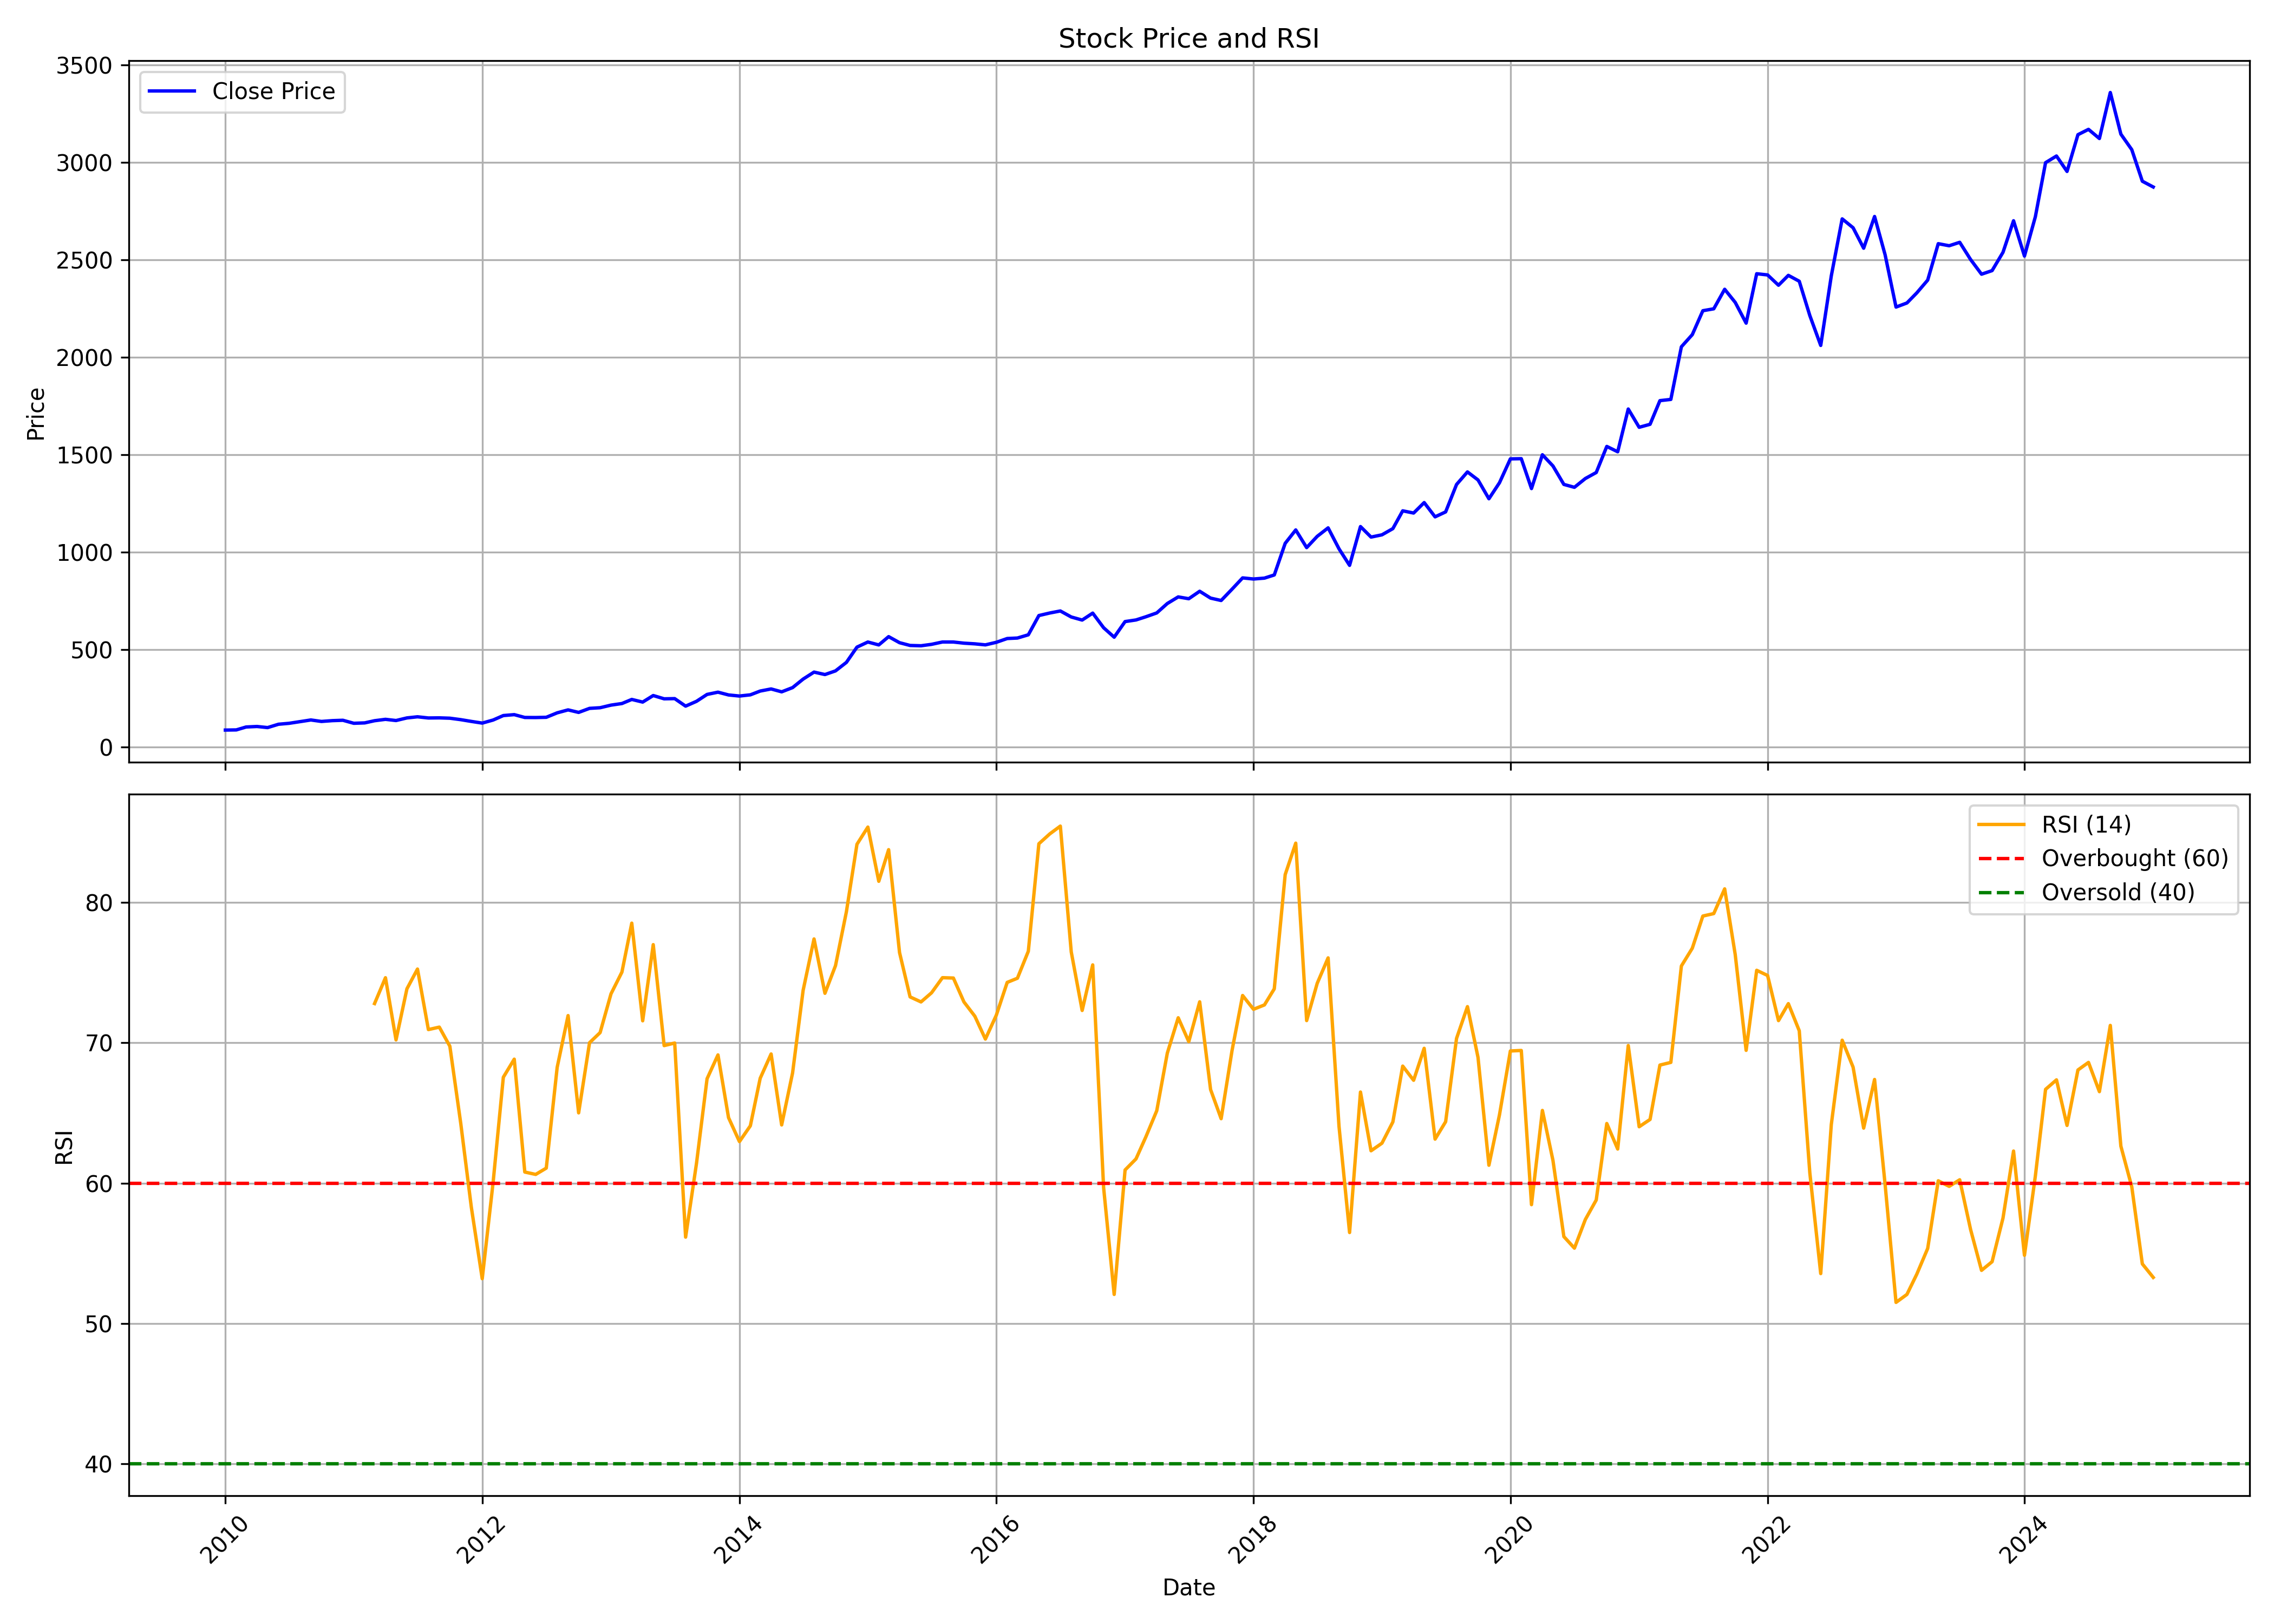 Stock Price and RSI
Close Price
3500
3000
2500
2000
1500
1000
500
0
Price
RSI (14)
Overbought (60)
Oversold (40)
80
70
60
50
40
RSI
2010
2012
2014
2016
2018
2020
2022
2024
Date